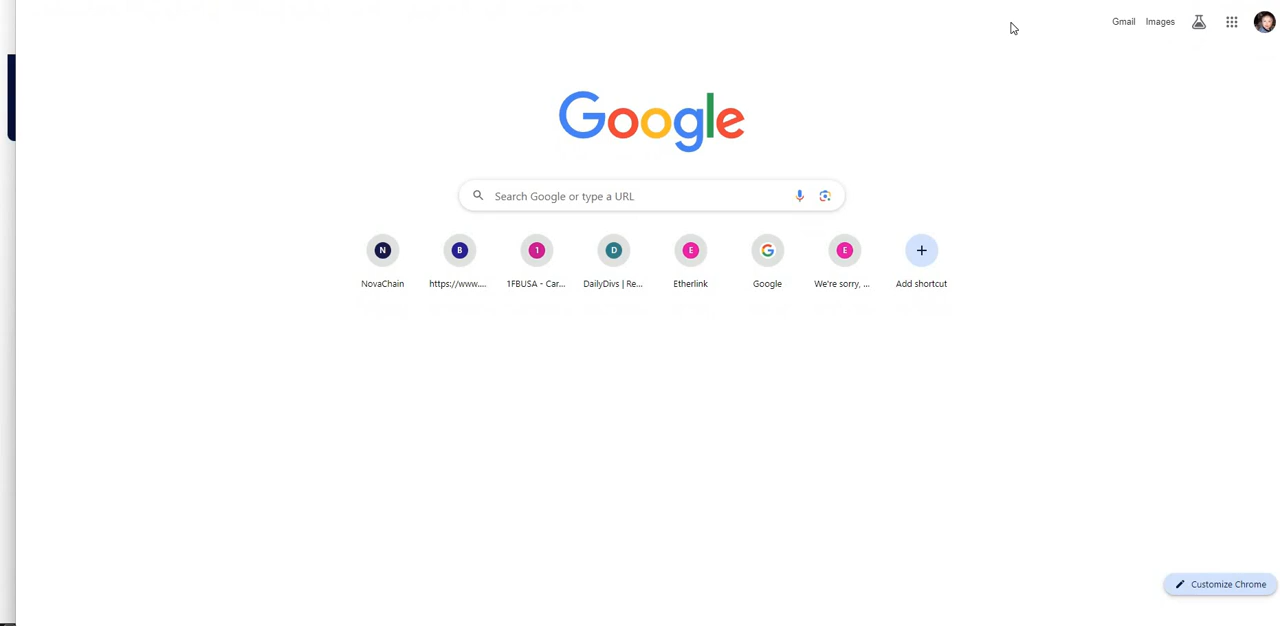 Gmail Images
Google
Search Google or type a URL
N B 1 D E G E
NovaChain https://www.... 1FBUSA - Car... DailyDivs | Re... Etherlink Google We're sorry, ... Add shortcut
Customize Chrome